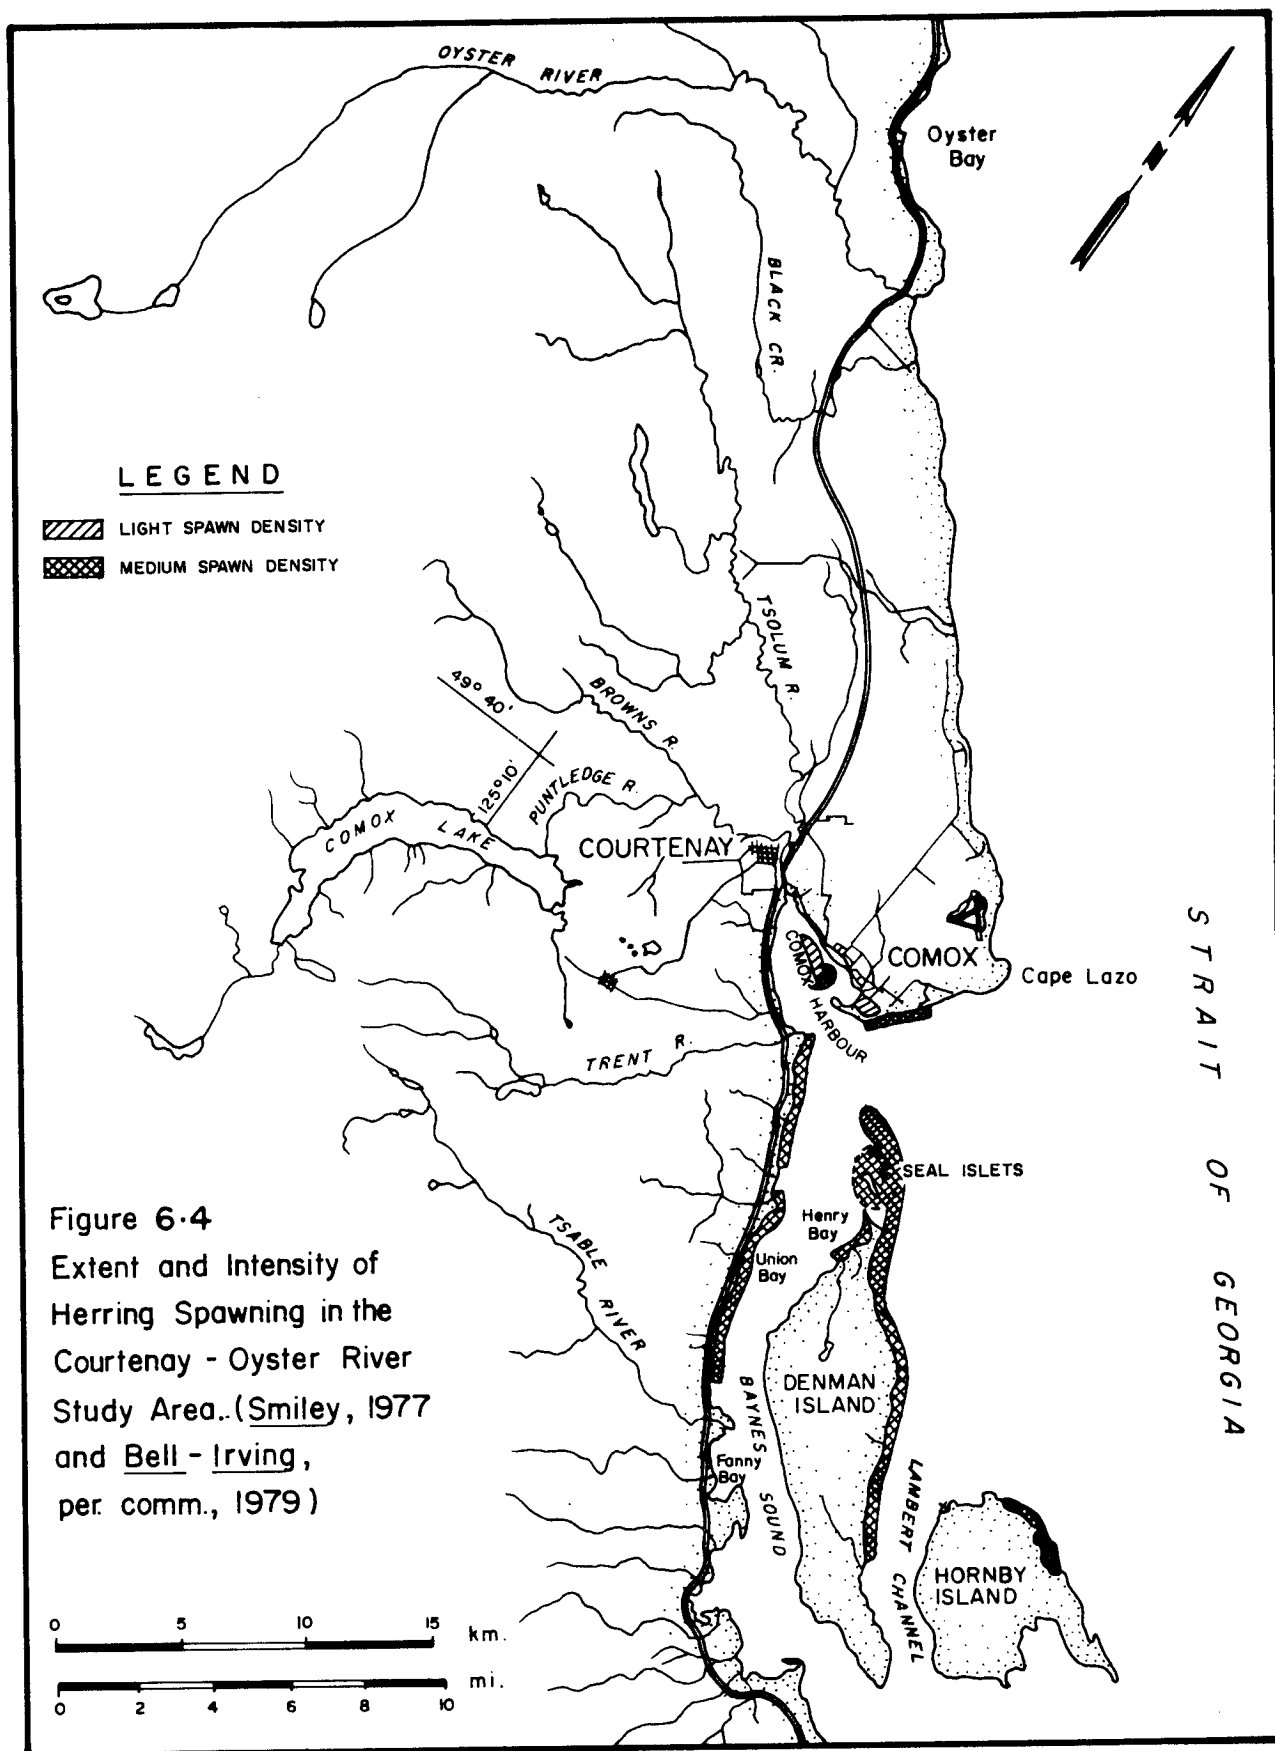 OYSTER RIVER
Oyster
Bay
BLACK CR.
LEGEND
LIGHT SPAWN DENSITY
MEDIUM SPAWN DENSITY
TSOLUM R.
49° 40'
BROWNS R.
125° 10'
PUNTLEDGE R.
COMOX LAKE
COURTENAY
COMOX
Cape Lazo
COMOX HARBOUR
STRAIT OF GEORGIA
TRENT R.
SEAL ISLETS
Henry
Bay
Union
Bay
TSABLE RIVER
Figure 6·4
Extent and Intensity of
Herring Spawning in the
Courtenay - Oyster River
Study Area..(Smiley, 1977
and Bell - Irving,
per. comm., 1979)
DENMAN
ISLAND
BAYNES SOUND
Fanny
Bay
LAMBERT CHANNEL
HORNBY
ISLAND
0 5 10 15 km.
mi.
0 2 4 6 8 10